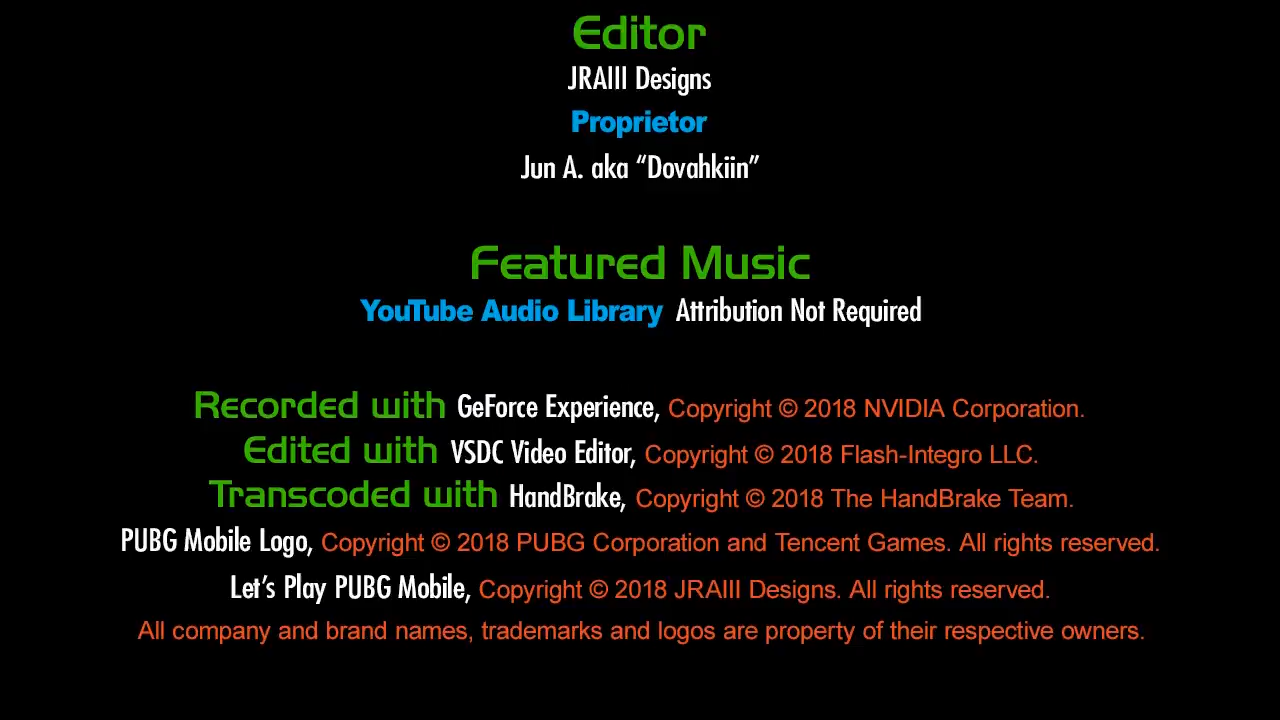 Editor
JRAIII Designs
Proprietor
Jun A. aka “Dovahkiin”
Featured Music
YouTube Audio Library Attribution Not Required
Recorded with GeForce Experience, Copyright © 2018 NVIDIA Corporation.
Edited with VSDC Video Editor, Copyright © 2018 Flash-Integro LLC.
Transcoded with HandBrake, Copyright © 2018 The HandBrake Team.
PUBG Mobile Logo, Copyright © 2018 PUBG Corporation and Tencent Games. All rights reserved.
Let’s Play PUBG Mobile, Copyright © 2018 JRAIII Designs. All rights reserved.
All company and brand names, trademarks and logos are property of their respective owners.